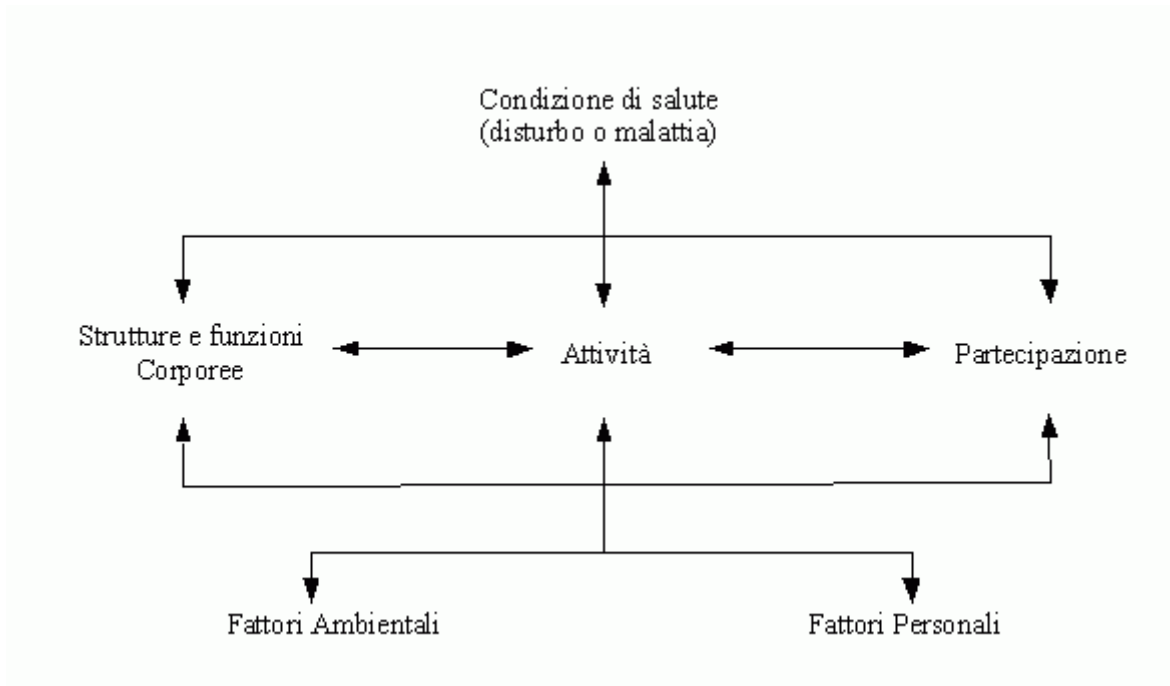 Condizione di salute
(disturbo o malattia)
Strutture e funzioni
Corporee
Attività
Partecipazione
Fattori Ambientali
Fattori Personali